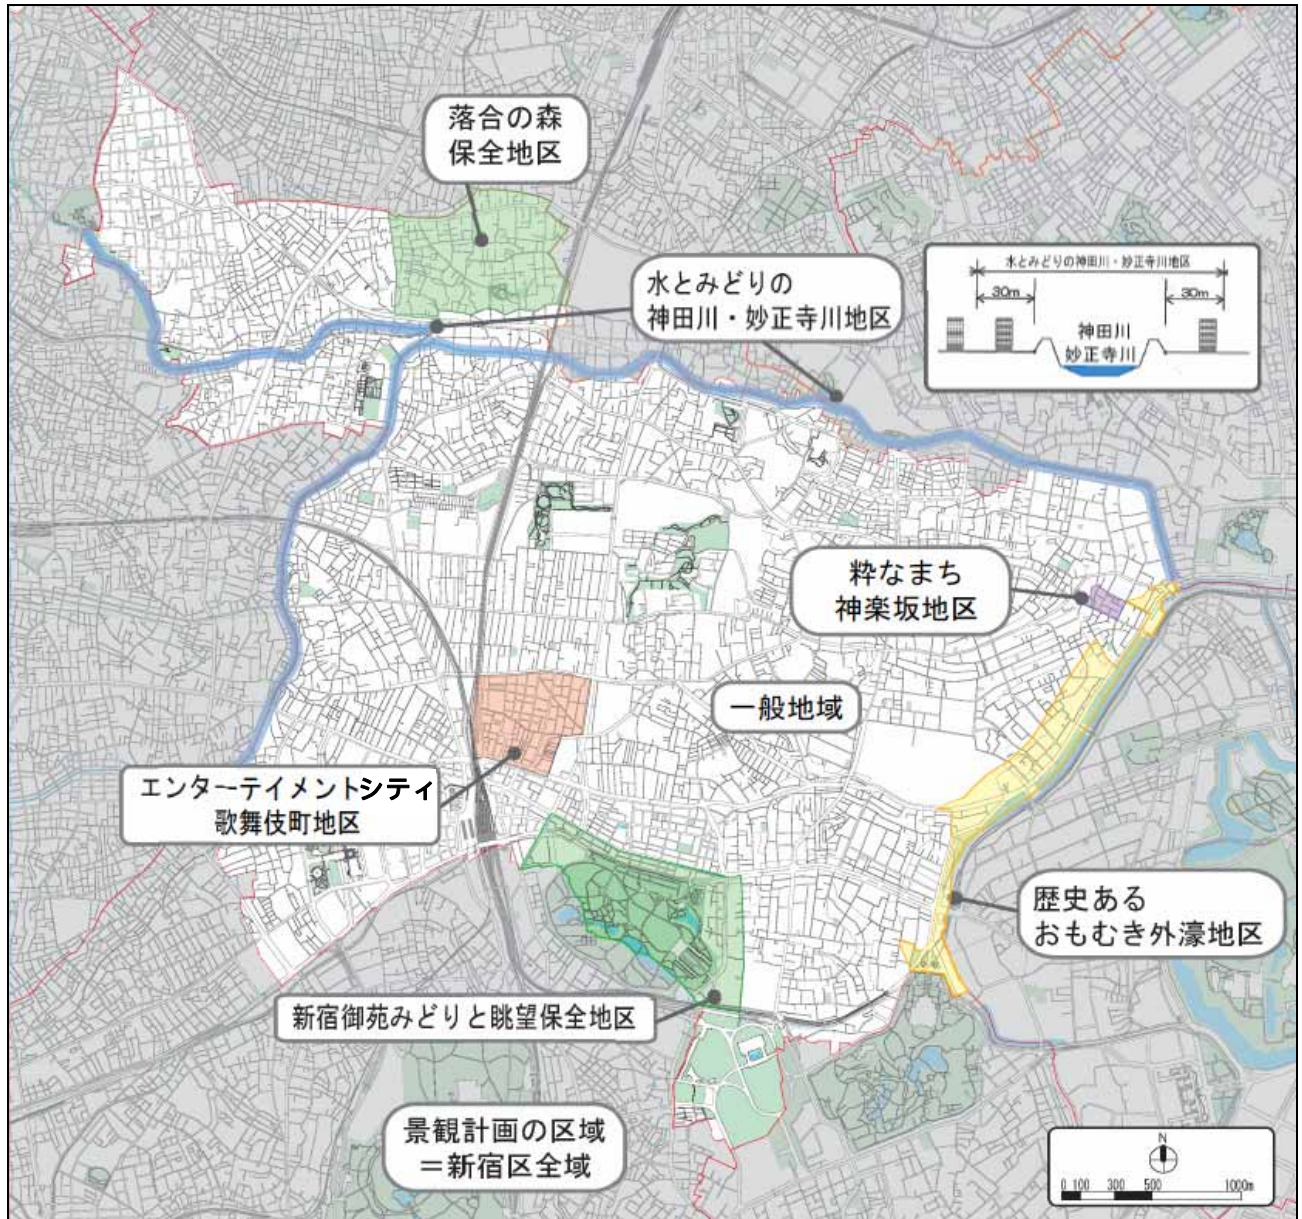 落合の森
保全地区
水とみどりの
神田川・妙正寺川地区
水とみどりの神田川・妙正寺川地区
30m
30m
神田川
妙正寺川
粋なまち
神楽坂地区
一般地域
エンターテイメントシティ
歌舞伎町地区
歴史ある
おもむき外濠地区
新宿御苑みどりと眺望保全地区
景観計画の区域
＝新宿区全域
N
0 100 300 500 1000m